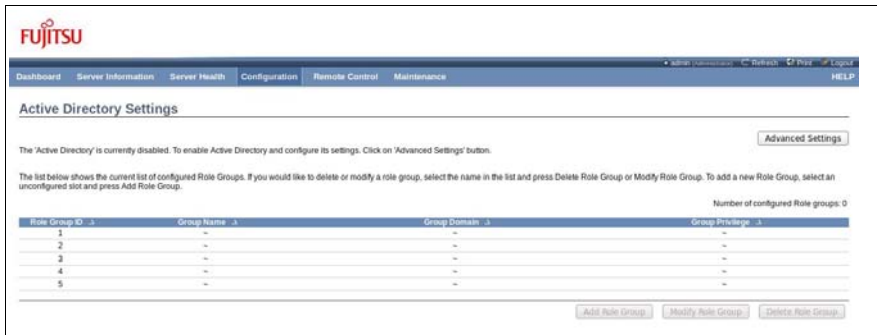 FUJITSU
admin (Administrator) Refresh Print Logout
Dashboard Server Information Server Health Configuration Remote Control Maintenance HELP
Active Directory Settings
Advanced Settings
The 'Active Directory' is currently disabled. To enable Active Directory and configure its settings. Click on 'Advanced Settings' button.
The list below shows the current list of configured Role Groups. If you would like to delete or modify a role group, select the name in the list and press Delete Role Group or Modify Role Group. To add a new Role Group, select an
unconfigured slot and press Add Role Group.
Number of configured Role groups: 0
Role Group ID Group Name Group Domain Group Privilege
1 ~ ~ ~
2 ~ ~ ~
3 ~ ~ ~
4 ~ ~ ~
5 ~ ~ ~
Add Role Group Modify Role Group Delete Role Group